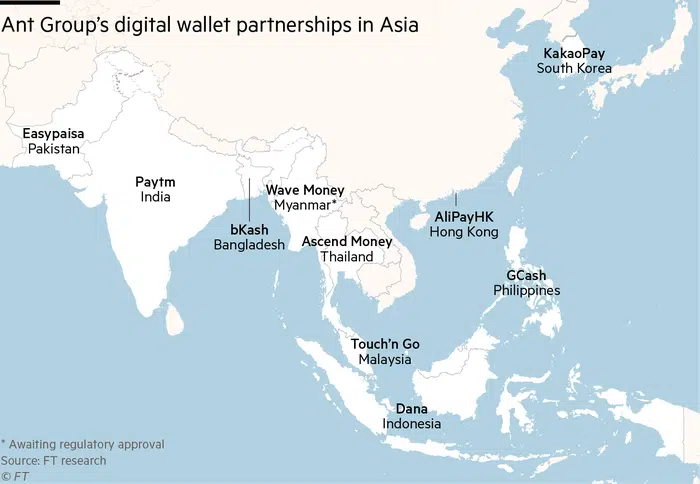 Ant Group's digital wallet partnerships in Asia
KakaoPay
South Korea
Easypaisa
Pakistan
Paytm
India
Wave Money
Myanmar*
bKash
Bangladesh
AliPayHK
Hong Kong
Ascend Money
Thailand
GCash
Philippines
Touch'n Go
Malaysia
Dana
Indonesia
* Awaiting regulatory approval
Source: FT research
© FT